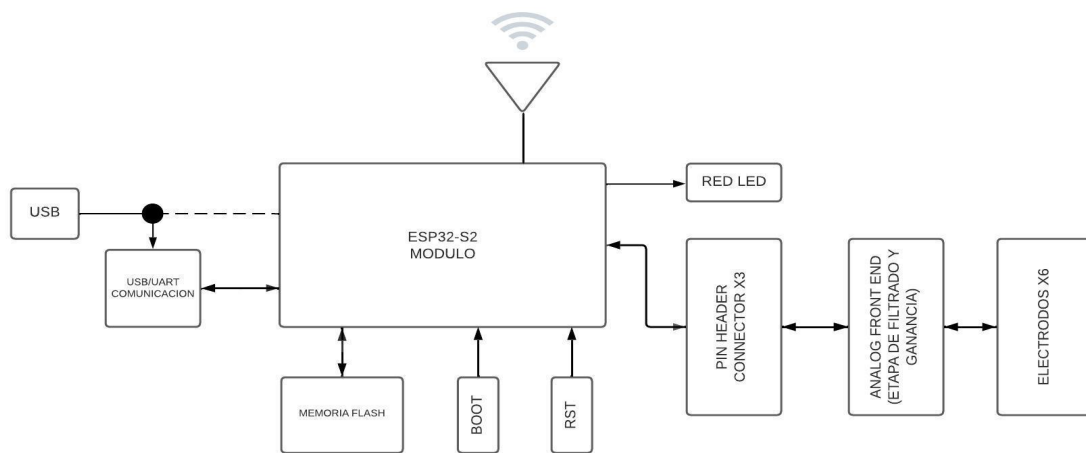 RED LED
USB
ESP32-S2
MODULO
USB/UART
COMUNICACION
PIN HEADER
CONNECTOR X3
ANALOG FRONT END
(ETAPA DE FILTRADO Y
GANANCIA)
ELECTRODOS X6
MEMORIA FLASH
BOOT
RST